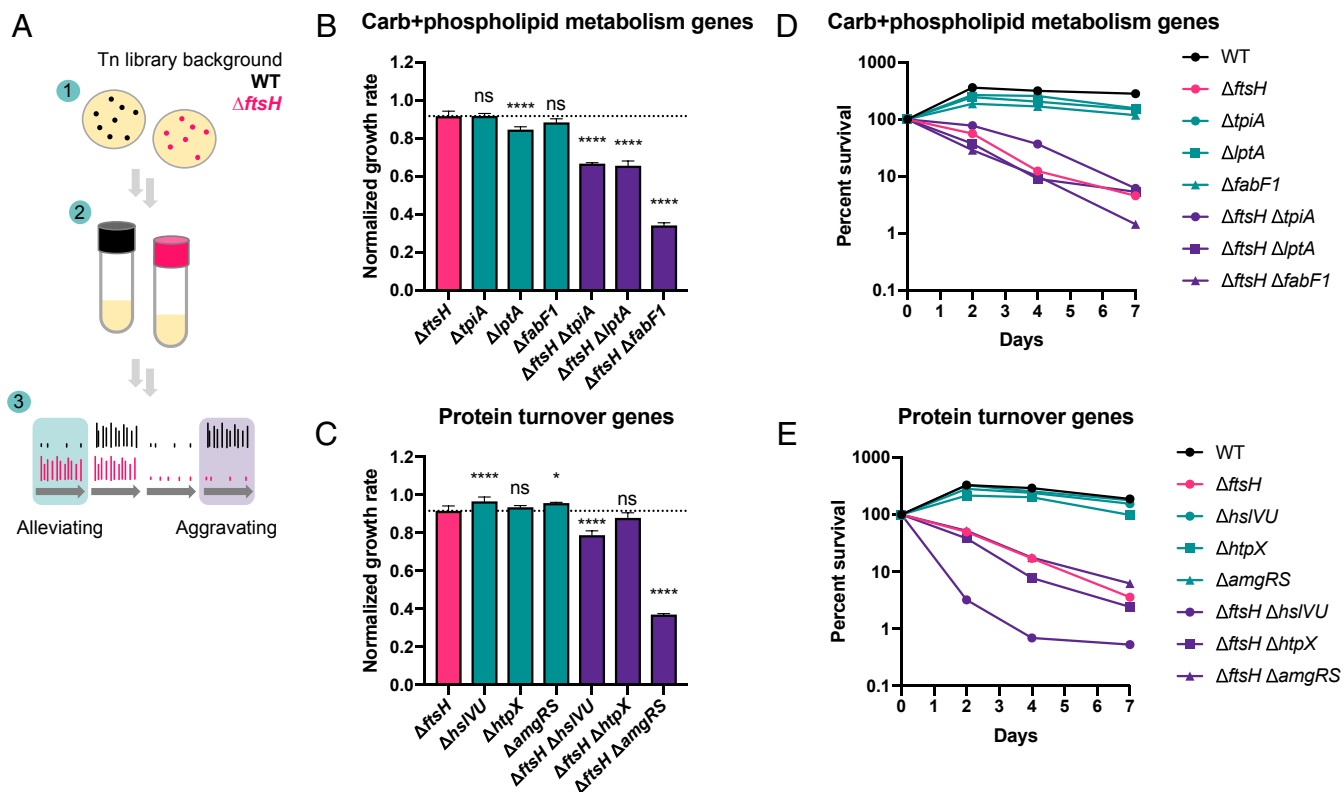 A
Tn library background
WT
ΔftsH
1
2
3
Alleviating
Aggravating
B
Carb+phospholipid metabolism genes
Normalized growth rate
1.2
1.0
0.8
0.6
0.4
0.2
0.0
ns
****
ns
****
****
****
ΔftsH
ΔtpiA
ΔlptA
ΔfabF1
ΔftsH ΔtpiA
ΔftsH ΔlptA
ΔftsH ΔfabF1
C
Protein turnover genes
Normalized growth rate
1.2
1.0
0.8
0.6
0.4
0.2
0.0
****
ns
*
****
ns
****
ΔftsH
ΔhslVU
ΔhtpX
ΔamgRS
ΔftsH ΔhslVU
ΔftsH ΔhtpX
ΔftsH ΔamgRS
D
Carb+phospholipid metabolism genes
Percent survival
1000
100
10
1
0.1
0 1 2 3 4 5 6 7
Days
WT
ΔftsH
ΔtpiA
ΔlptA
ΔfabF1
ΔftsH ΔtpiA
ΔftsH ΔlptA
ΔftsH ΔfabF1
E
Protein turnover genes
Percent survival
1000
100
10
1
0.1
0 1 2 3 4 5 6 7
Days
WT
ΔftsH
ΔhslVU
ΔhtpX
ΔamgRS
ΔftsH ΔhslVU
ΔftsH ΔhtpX
ΔftsH ΔamgRS